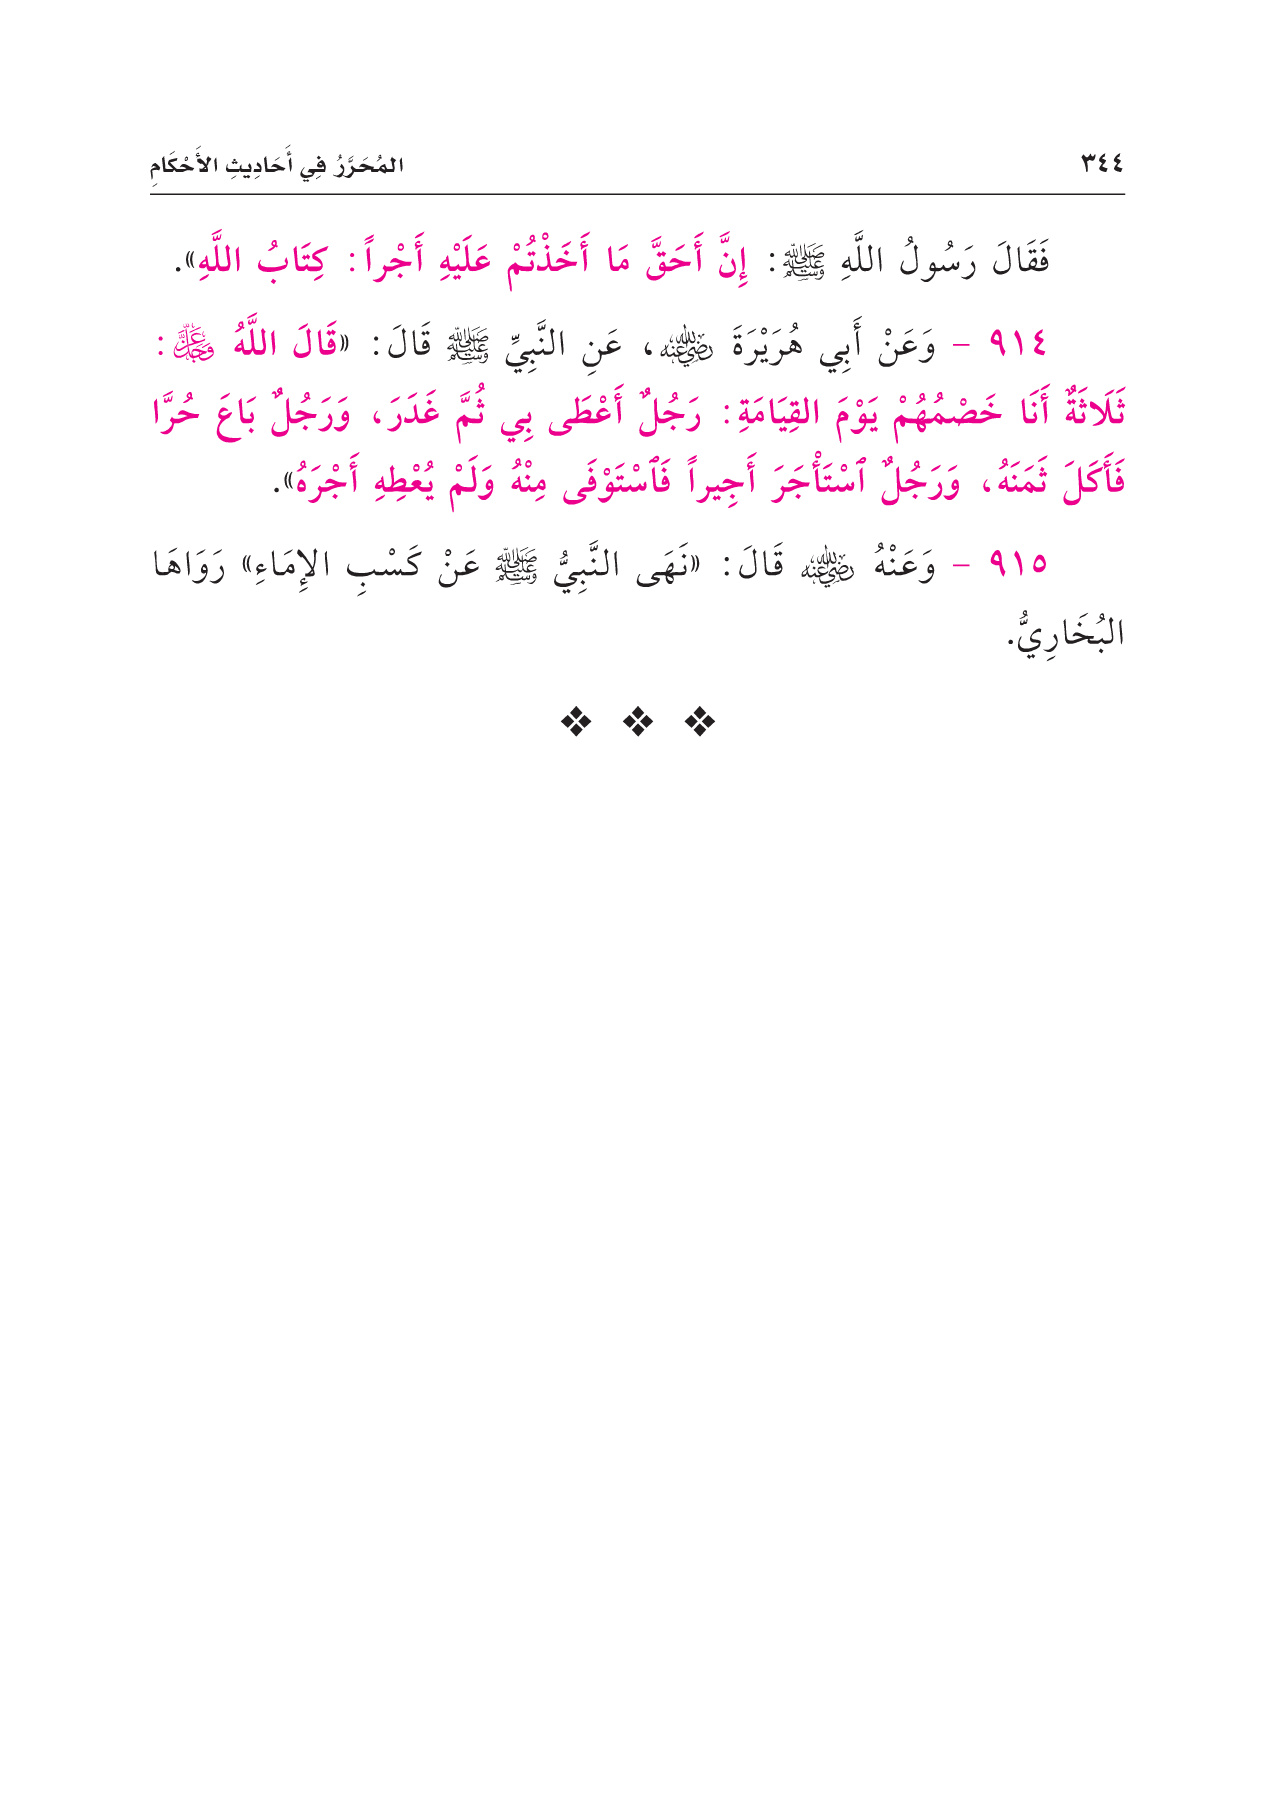 ٣٤٤ المُحَرَّرُ فِي أَحَادِيثِ الأَحْكَامِ
فَقَالَ رَسُولُ اللَّهِ ﷺ: إِنَّ أَحَقَّ مَا أَخَذْتُمْ عَلَيْهِ أَجْراً: كِتَابُ اللَّهِ».
٩١٤ – وَعَنْ أَبِي هُرَيْرَةَ رضي الله عنه، عَنِ النَّبِيِّ ﷺ قَالَ: «قَالَ اللَّهُ عز وجل:
ثَلَاثَةٌ أَنَا خَصْمُهُمْ يَوْمَ القِيَامَةِ: رَجُلٌ أَعْطَى بِي ثُمَّ غَدَرَ، وَرَجُلٌ بَاعَ حُرًّا
فَأَكَلَ ثَمَنَهُ، وَرَجُلٌ ٱسْتَأْجَرَ أَجِيراً فَٱسْتَوْفَى مِنْهُ وَلَمْ يُعْطِهِ أَجْرَهُ».
٩١٥ – وَعَنْهُ رضي الله عنه قَالَ: «نَهَى النَّبِيُّ ﷺ عَنْ كَسْبِ الإِمَاءِ» رَوَاهَا
البُخَارِيُّ.